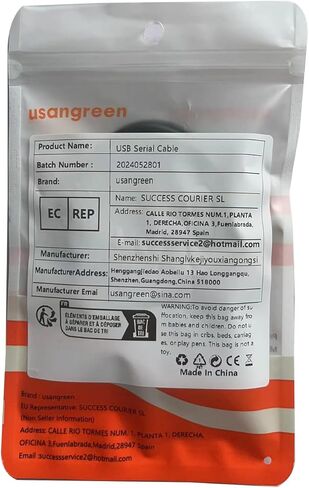 usangreen
Product Name: USB Serial Cable
Batch Number : 2024052801
Brand: usangreen
EC REP
Name: SUCCESS COURIER SL
Address: CALLE RIO TORMES NUM.1, PLANTA
1, DERECHA,OFICINA 3,Fuenlabrada,
Madrid, 28947 Spain
E-mail: successservice2@hotmail.com
Manufacturer: Shenzhenshi Shanglvkejiyouxiangongsi
ManufacturerAddress: Henggangjiedao Aobeilu 13 Hao Longgangqu,
Shenzhen,Guangdong,China 518000
Manufacturer Emai usangreen@sina.com
FR
ÉLÉMENTS D'EMBALLAGE
À SÉPARER ET À DÉPOSER
DANS LE BAC DE TRI
WARNING:To avoid danger of su
ffocation, keep this bag away fro
m babies and children. Do not u
se this bag in cribs, beds, carriag
es, or play pens. This bag is not a
toy.
CE
Made In China
Brand : usangreen
EU Representative: SUCCESS COURIER SL
(Non Seller Information)
Address: CALLE RIO TORMES NUM.1, PLANTA 1, DERECHA,
OFICINA 3,Fuenlabrada,Madrid,28947 Spain
Email :successservice2@hotmail.com